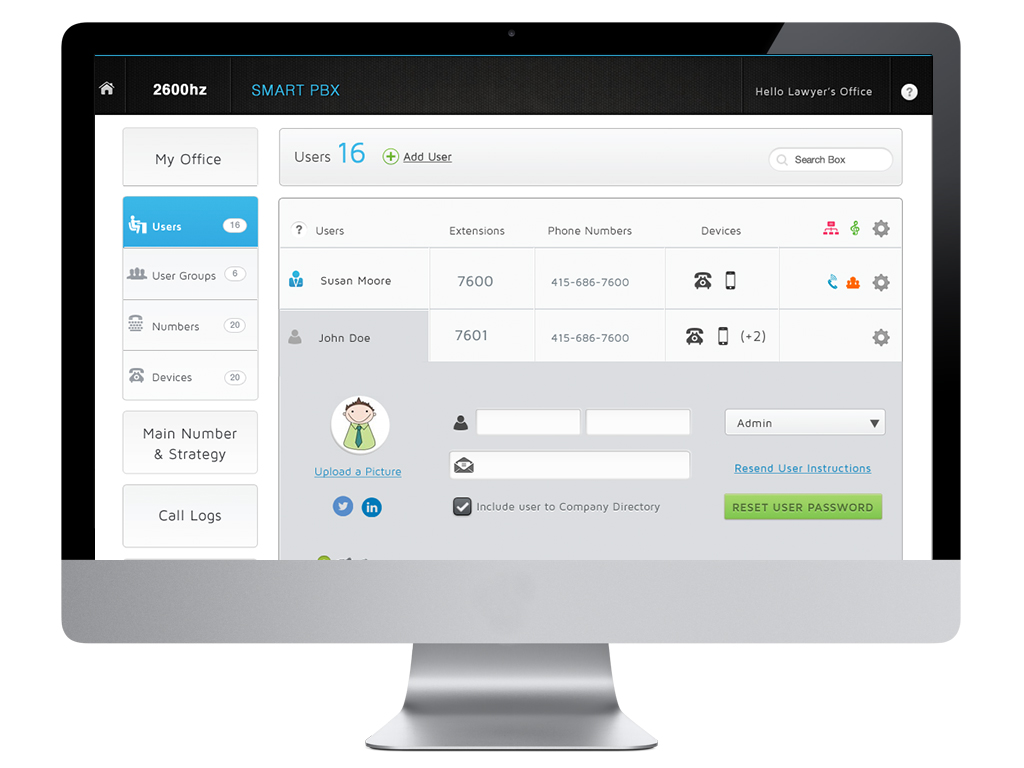 2600hz
SMART PBX
Hello Lawyer's Office
?
My Office
Users 16
User Groups 6
Numbers 20
Devices 20
Main Number
& Strategy
Call Logs
Users 16 Add User
Search Box
? Users Extensions Phone Numbers Devices
Susan Moore 7600 415-686-7600
John Doe 7601 415-686-7600 (+2)
Upload a Picture
in
Include user to Company Directory
Admin
Resend User Instructions
RESET USER PASSWORD